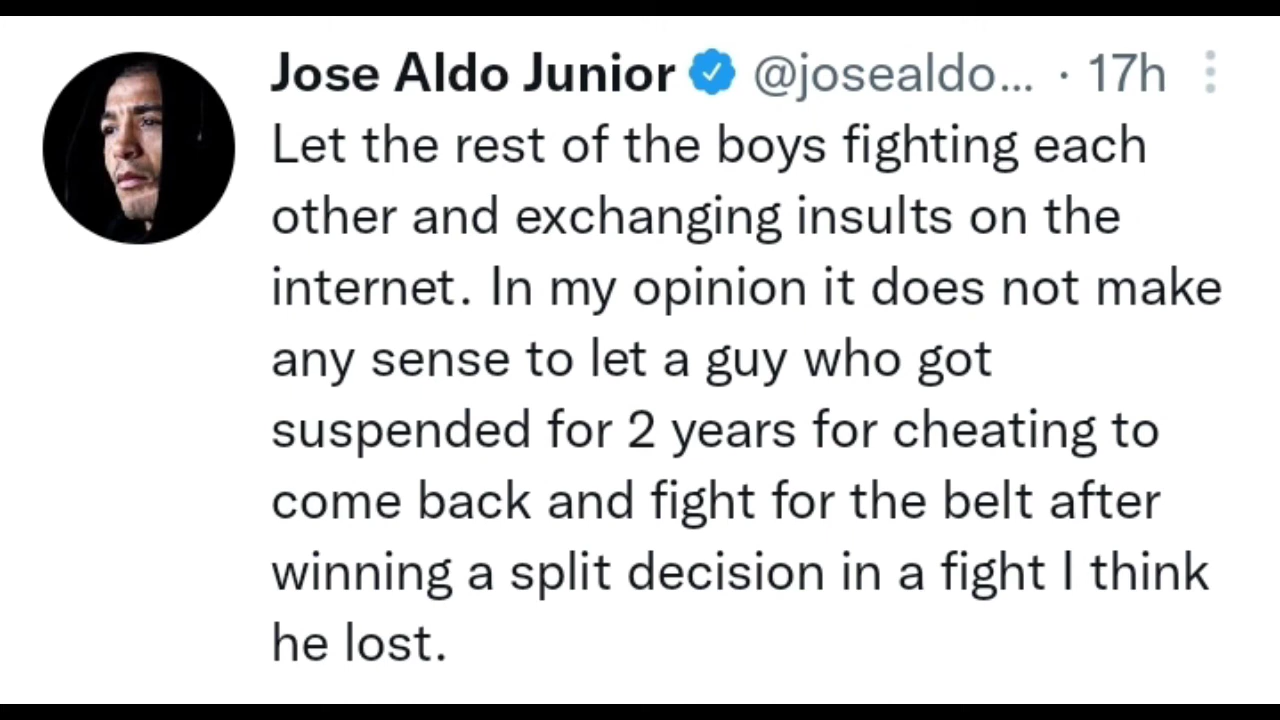 Jose Aldo Junior @josealdo... · 17h
Let the rest of the boys fighting each
other and exchanging insults on the
internet. In my opinion it does not make
any sense to let a guy who got
suspended for 2 years for cheating to
come back and fight for the belt after
winning a split decision in a fight I think
he lost.